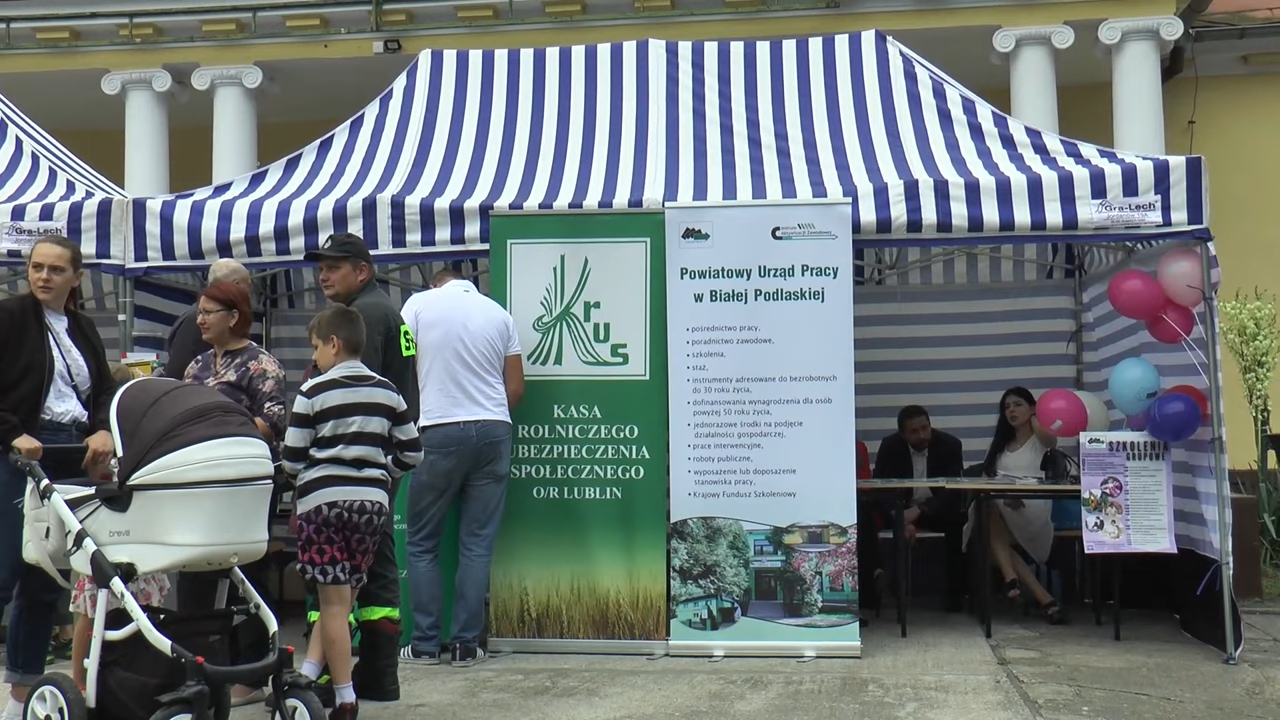 Gra-Lech
Gra-Lech
Krus
KASA
ROLNICZEGO
UBEZPIECZENIA
SPOŁECZNEGO
O/R LUBLIN
Powiatowy Urząd Pracy
w Białej Podlaskiej
• pośrednictwo pracy,
• poradnictwo zawodowe,
• szkolenia,
• staż,
• instrumenty adresowane do bezrobotnych
do 30 roku życia,
• dofinansowania wynagrodzenia dla osób
powyżej 50 roku życia,
• jednorazowe środki na podjęcie
działalności gospodarczej,
• prace interwencyjne,
• roboty publiczne,
• wyposażenie lub doposażenie
stanowiska pracy,
• Krajowy Fundusz Szkoleniowy
SZKOLENIA
GRUPOWE
breva